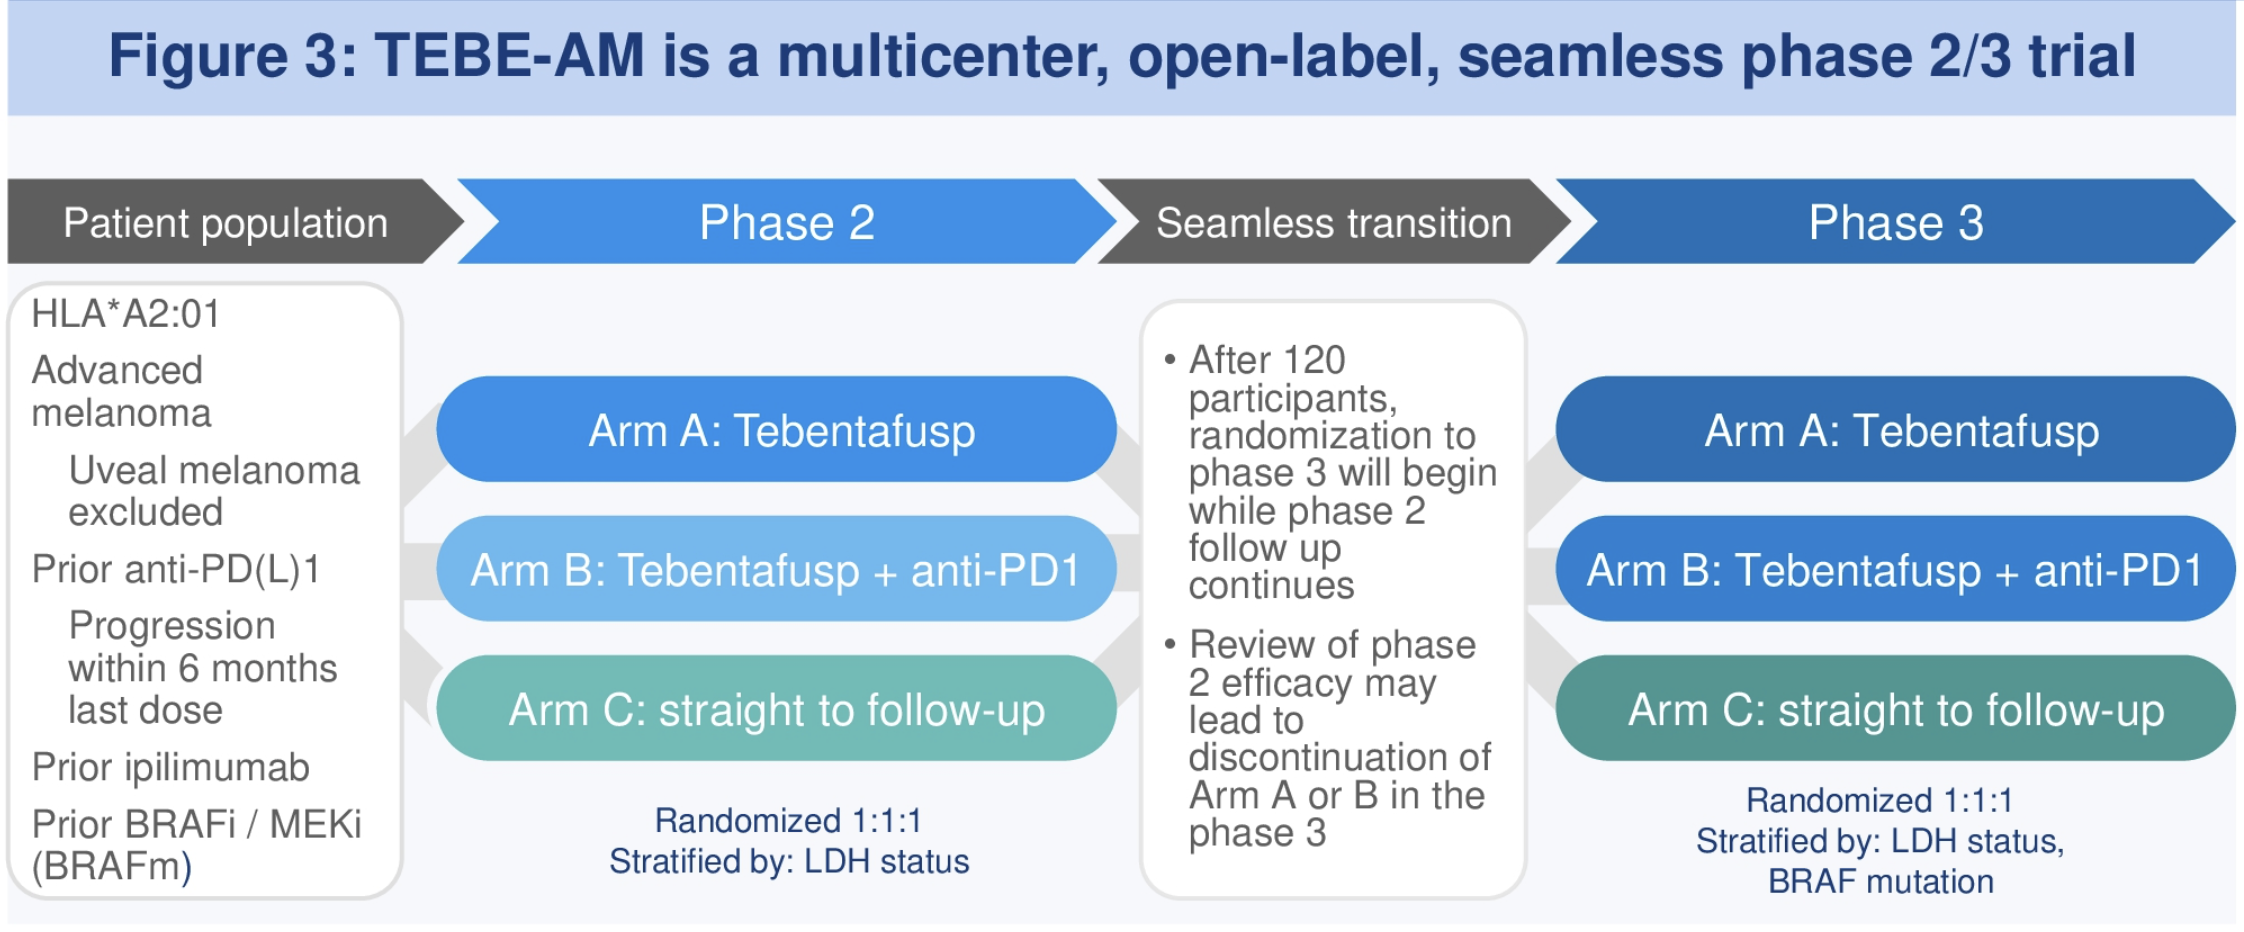 Figure 3: TEBE-AM is a multicenter, open-label, seamless phase 2/3 trial
Patient population
Phase 2
Seamless transition
Phase 3
HLA*A2:01
Advanced
melanoma
Uveal melanoma
excluded
Prior anti-PD(L)1
Progression
within 6 months
last dose
Prior ipilimumab
Prior BRAFi / MEKi
(BRAFm)
Arm A: Tebentafusp
Arm B: Tebentafusp + anti-PD1
Arm C: straight to follow-up
Randomized 1:1:1
Stratified by: LDH status
• After 120
participants,
randomization to
phase 3 will begin
while phase 2
follow up
continues
• Review of phase
2 efficacy may
lead to
discontinuation of
Arm A or B in the
phase 3
Arm A: Tebentafusp
Arm B: Tebentafusp + anti-PD1
Arm C: straight to follow-up
Randomized 1:1:1
Stratified by: LDH status,
BRAF mutation